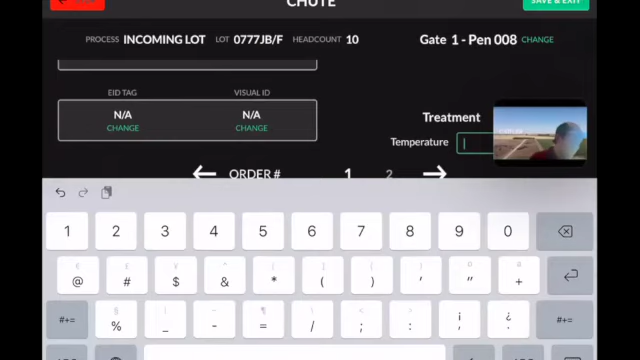 CHUTE
SAVE & EXIT
PROCESS INCOMING LOT LOT 0777JB/F HEADCOUNT 10 Gate 1 - Pen 008 CHANGE
EID TAG VISUAL ID
N/A N/A
CHANGE CHANGE
Treatment
Temperature
← ORDER # 1 2 →
1 2 3 4 5 6 7 8 9 0
@ # $ & * ( ) ' " +
#+= % _ - = / ; : ¡ ¿ #+=
, .